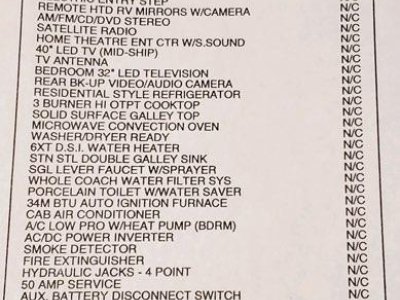 ELECTRIC ENTRY STEP N/C
REMOTE HTD RV MIRRORS W/CAMERA N/C
AM/FM/CD/DVD STEREO N/C
SATELLITE RADIO N/C
HOME THEATRE ENT CTR W/S.SOUND N/C
40" LED TV (MID-SHIP) N/C
TV ANTENNA N/C
BEDROOM 32" LED TELEVISION N/C
REAR BK-UP VIDEO/AUDIO CAMERA N/C
RESIDENTIAL STYLE REFRIGERATOR N/C
3 BURNER HI OTPT COOKTOP N/C
SOLID SURFACE GALLEY TOP N/C
MICROWAVE CONVECTION OVEN N/C
WASHER/DRYER READY N/C
6XT D.S.I. WATER HEATER N/C
STN STL DOUBLE GALLEY SINK N/C
SGL LEVER FAUCET W/SPRAYER N/C
WHOLE COACH WATER FILTER SYS N/C
PORCELAIN TOILET W/WATER SAVER N/C
34M BTU AUTO IGNITION FURNACE N/C
CAB AIR CONDITIONER N/C
A/C LOW PRO W/HEAT PUMP (BDRM) N/C
AC/DC POWER INVERTER N/C
SMOKE DETECTOR N/C
FIRE EXTINGUISHER N/C
HYDRAULIC JACKS - 4 POINT N/C
50 AMP SERVICE N/C
AUX. BATTERY DISCONNECT SWITCH N/C